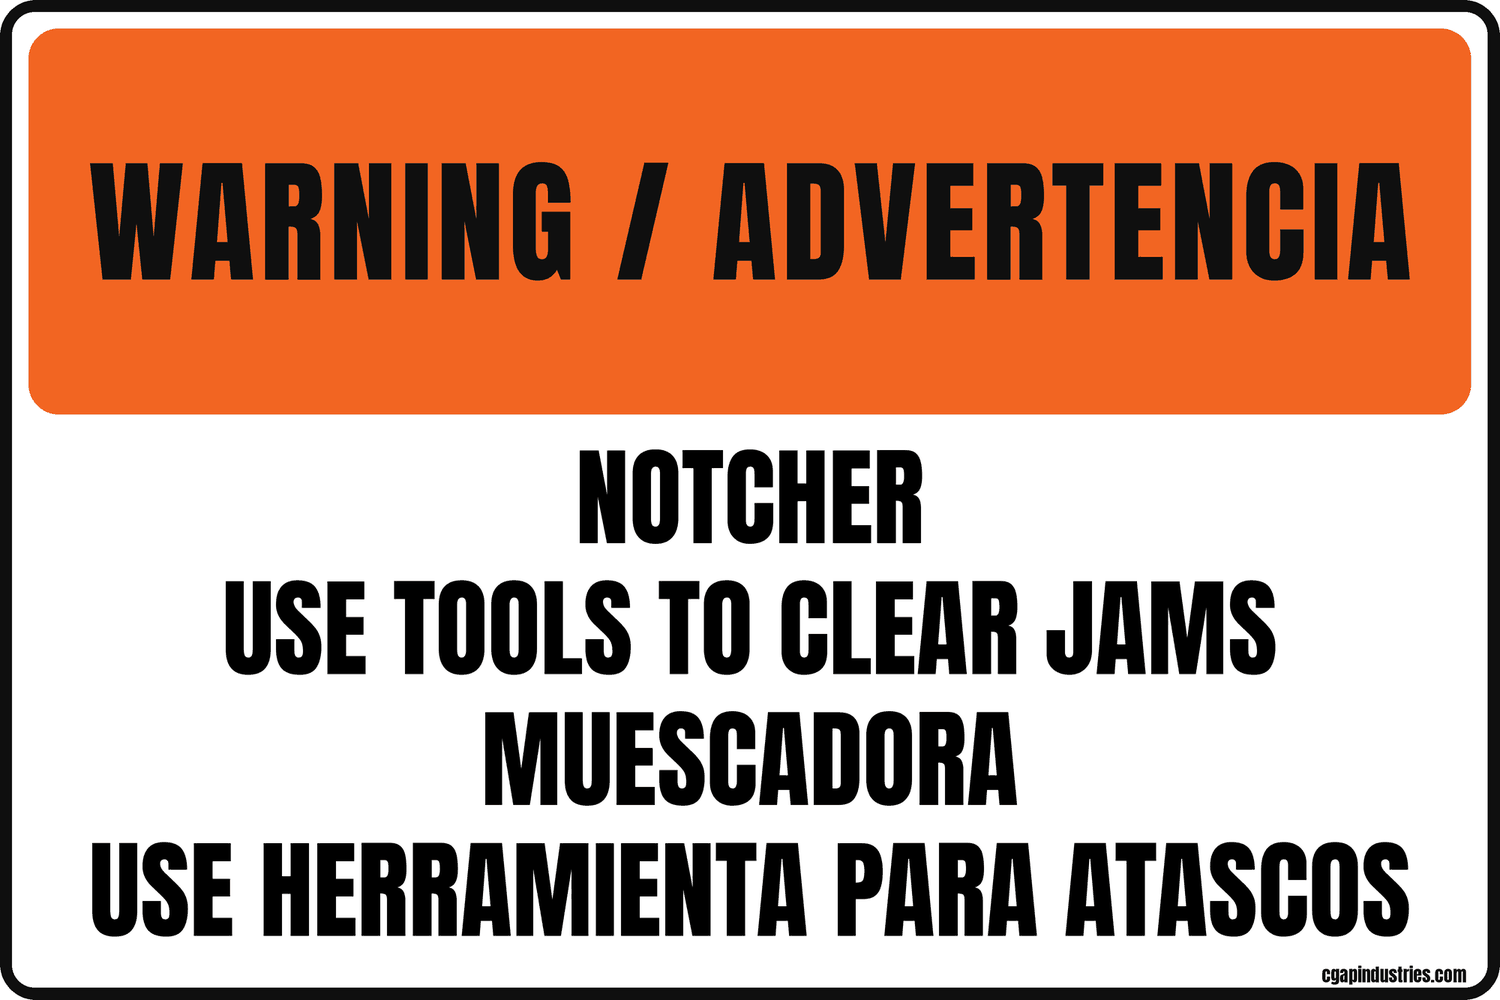 WARNING / ADVERTENCIA
NOTCHER
USE TOOLS TO CLEAR JAMS
MUESCADORA
USE HERRAMIENTA PARA ATASCOS
cgapindustries.com